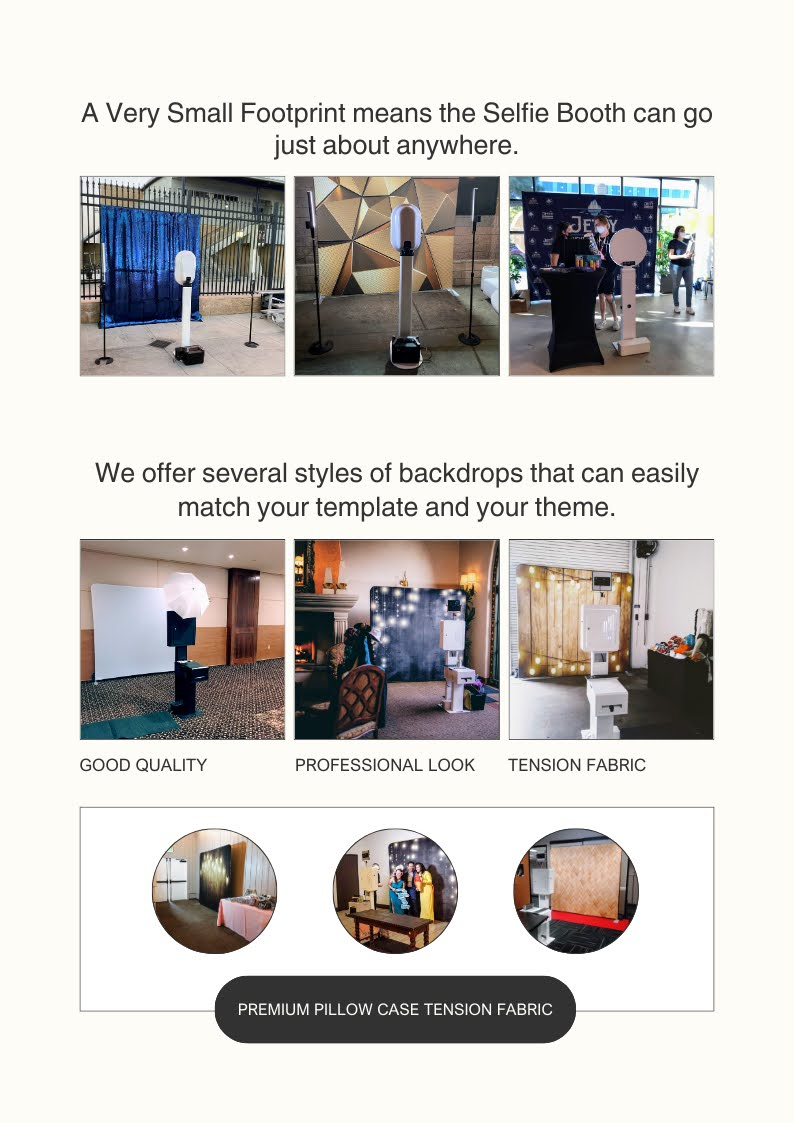 A Very Small Footprint means the Selfie Booth can go
just about anywhere.
We offer several styles of backdrops that can easily
match your template and your theme.
GOOD QUALITY
PROFESSIONAL LOOK
TENSION FABRIC
PREMIUM PILLOW CASE TENSION FABRIC